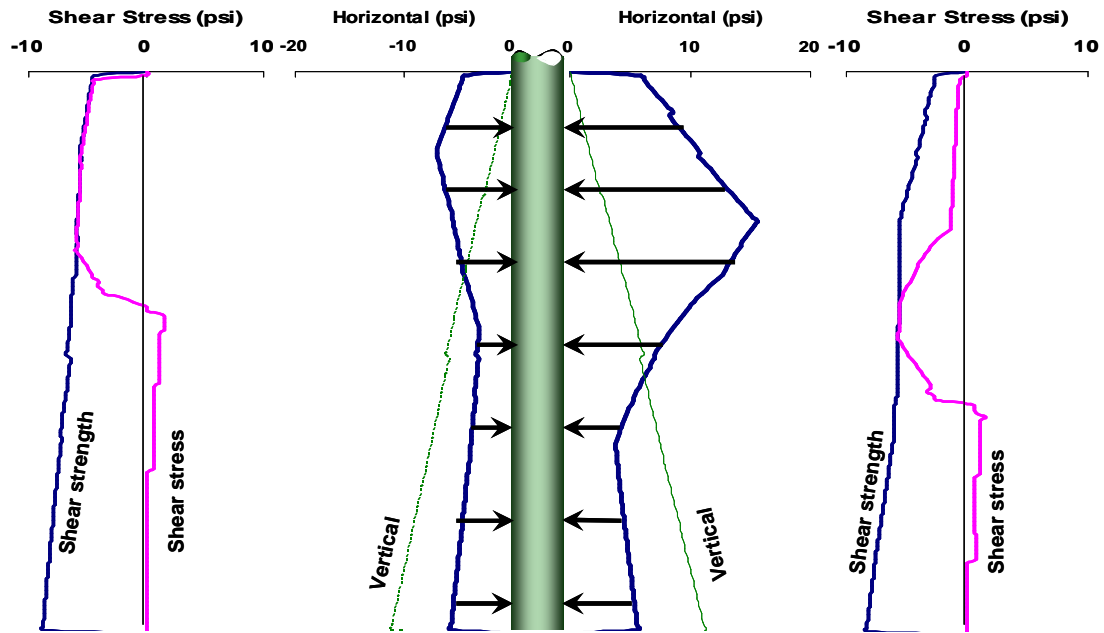 Shear Stress (psi)
Horizontal (psi)
Horizontal (psi)
Shear Stress (psi)
-10 0 10 -20 -10 0 0 10 20 -10 0 10
Shear strength
Shear stress
Vertical
Vertical
Shear strength
Shear stress